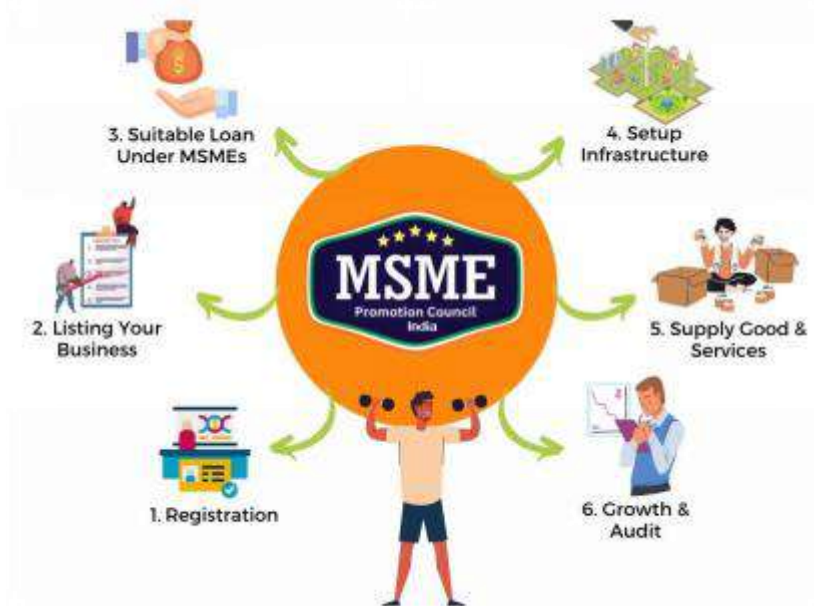 3. Suitable Loan
Under MSMEs
4. Setup
Infrastructure
MSME
Promotion Council
India
2. Listing Your
Business
5. Supply Good &
Services
1. Registration
6. Growth &
Audit